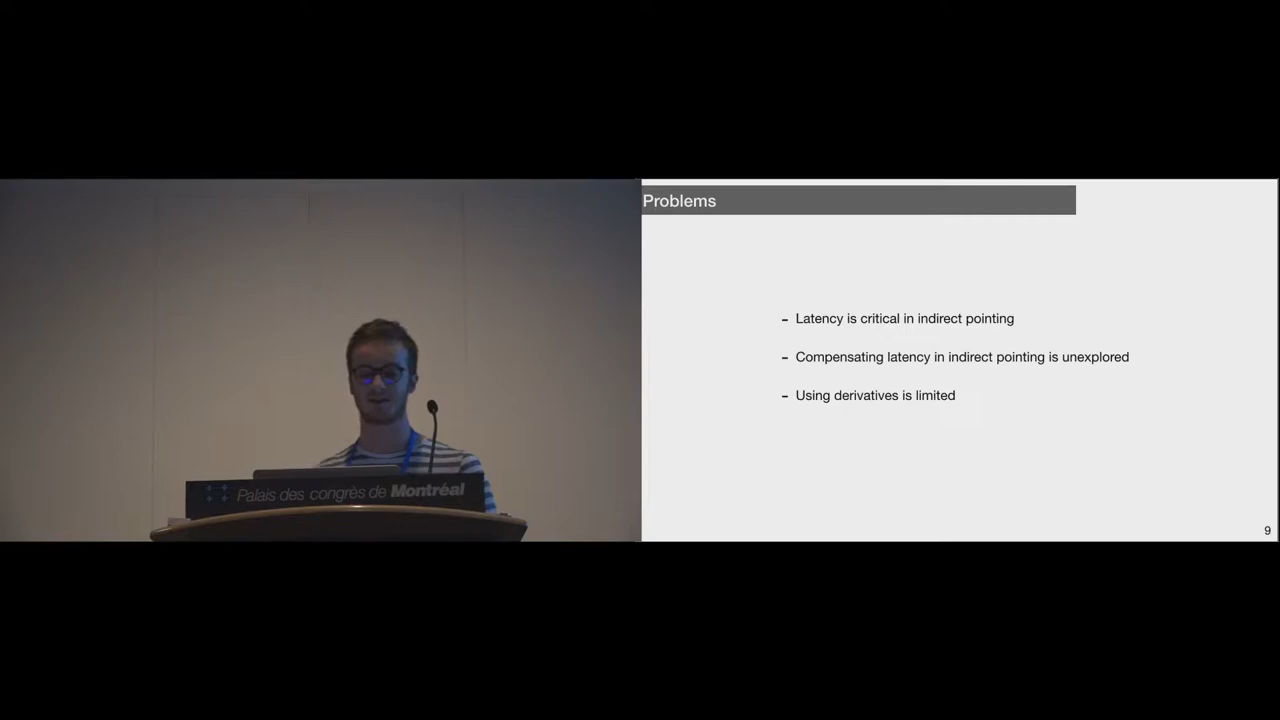 Problems
- Latency is critical in indirect pointing
- Compensating latency in indirect pointing is unexplored
- Using derivatives is limited
9
Palais des congrès de Montréal